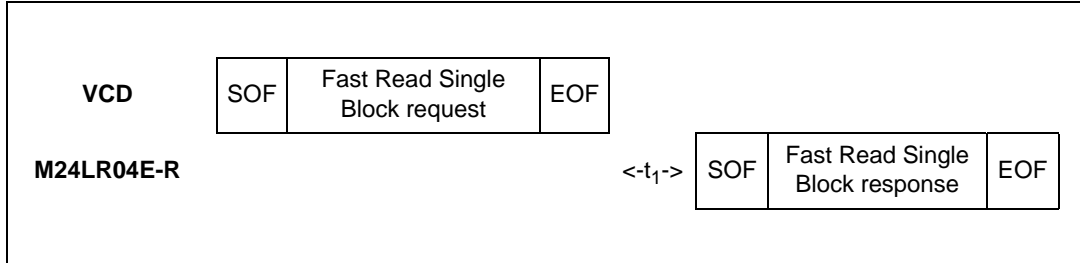 VCD SOF Fast Read Single Block request EOF
M24LR04E-R <-t1-> SOF Fast Read Single Block response EOF